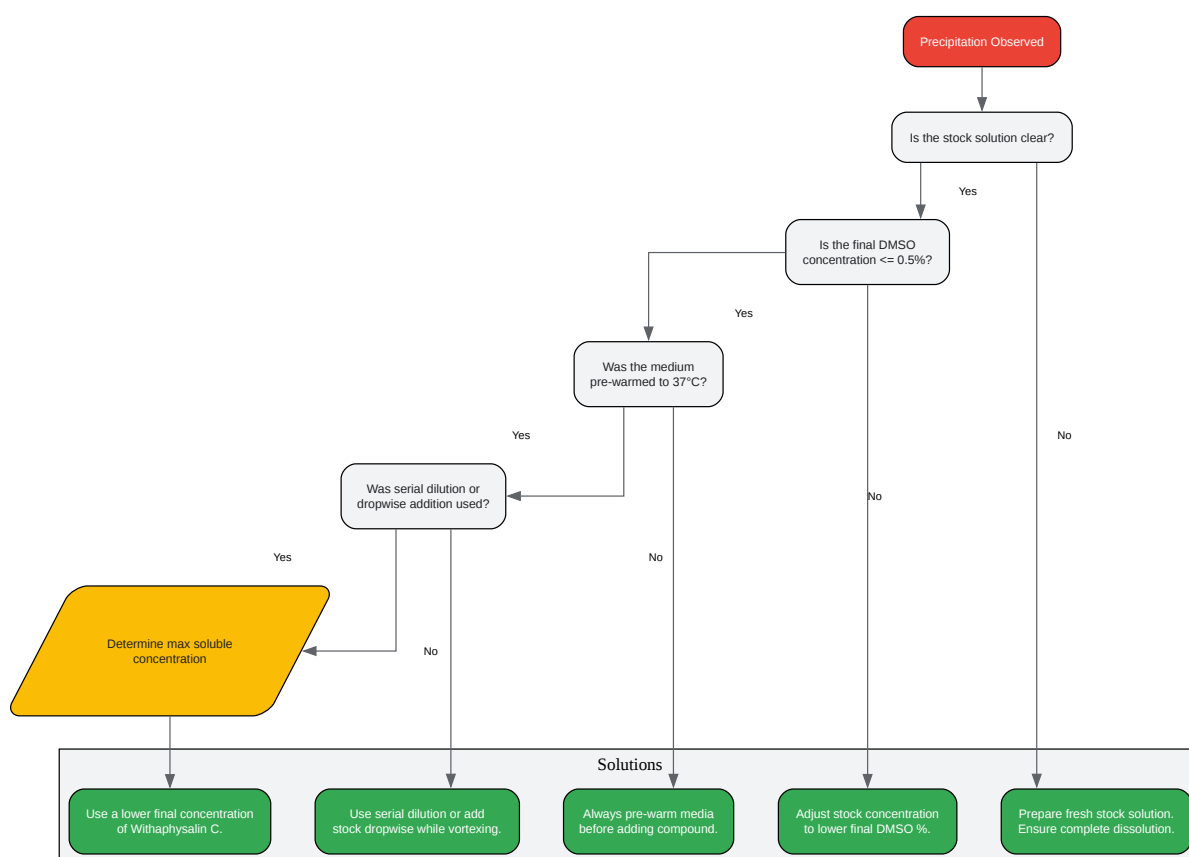 Precipitation Observed
Is the stock solution clear?
Yes
Is the final DMSO
concentration <= 0.5%?
Yes
Was the medium
pre-warmed to 37°C?
Yes
No
Was serial dilution or
dropwise addition used?
No
Yes
No
Determine max soluble
concentration
No
Solutions
Use a lower final concentration
of Withaphysalin C.
Use serial dilution or add
stock dropwise while vortexing.
Always pre-warm media
before adding compound.
Adjust stock concentration
to lower final DMSO %.
Prepare fresh stock solution.
Ensure complete dissolution.